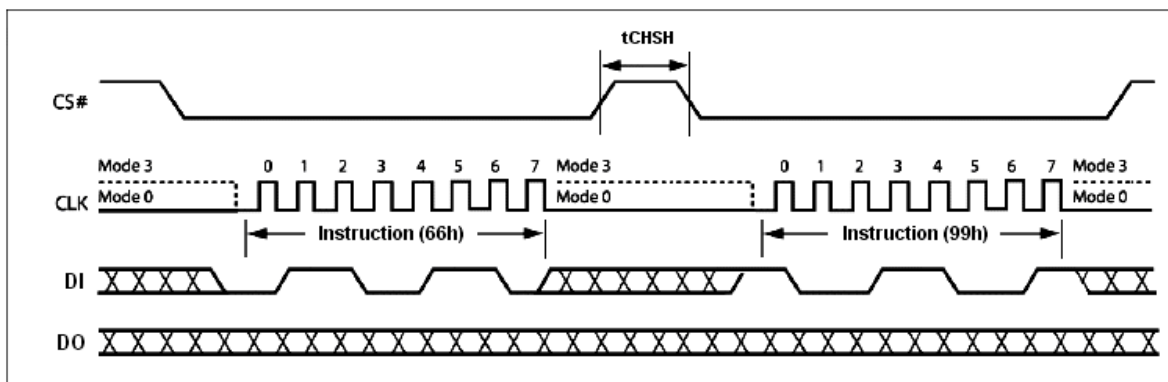 tCHSH
CS#
Mode 3 0 1 2 3 4 5 6 7 Mode 3 0 1 2 3 4 5 6 7 Mode 3
CLK Mode 0 Mode 0 Mode 0
Instruction (66h) Instruction (99h)
DI
DO